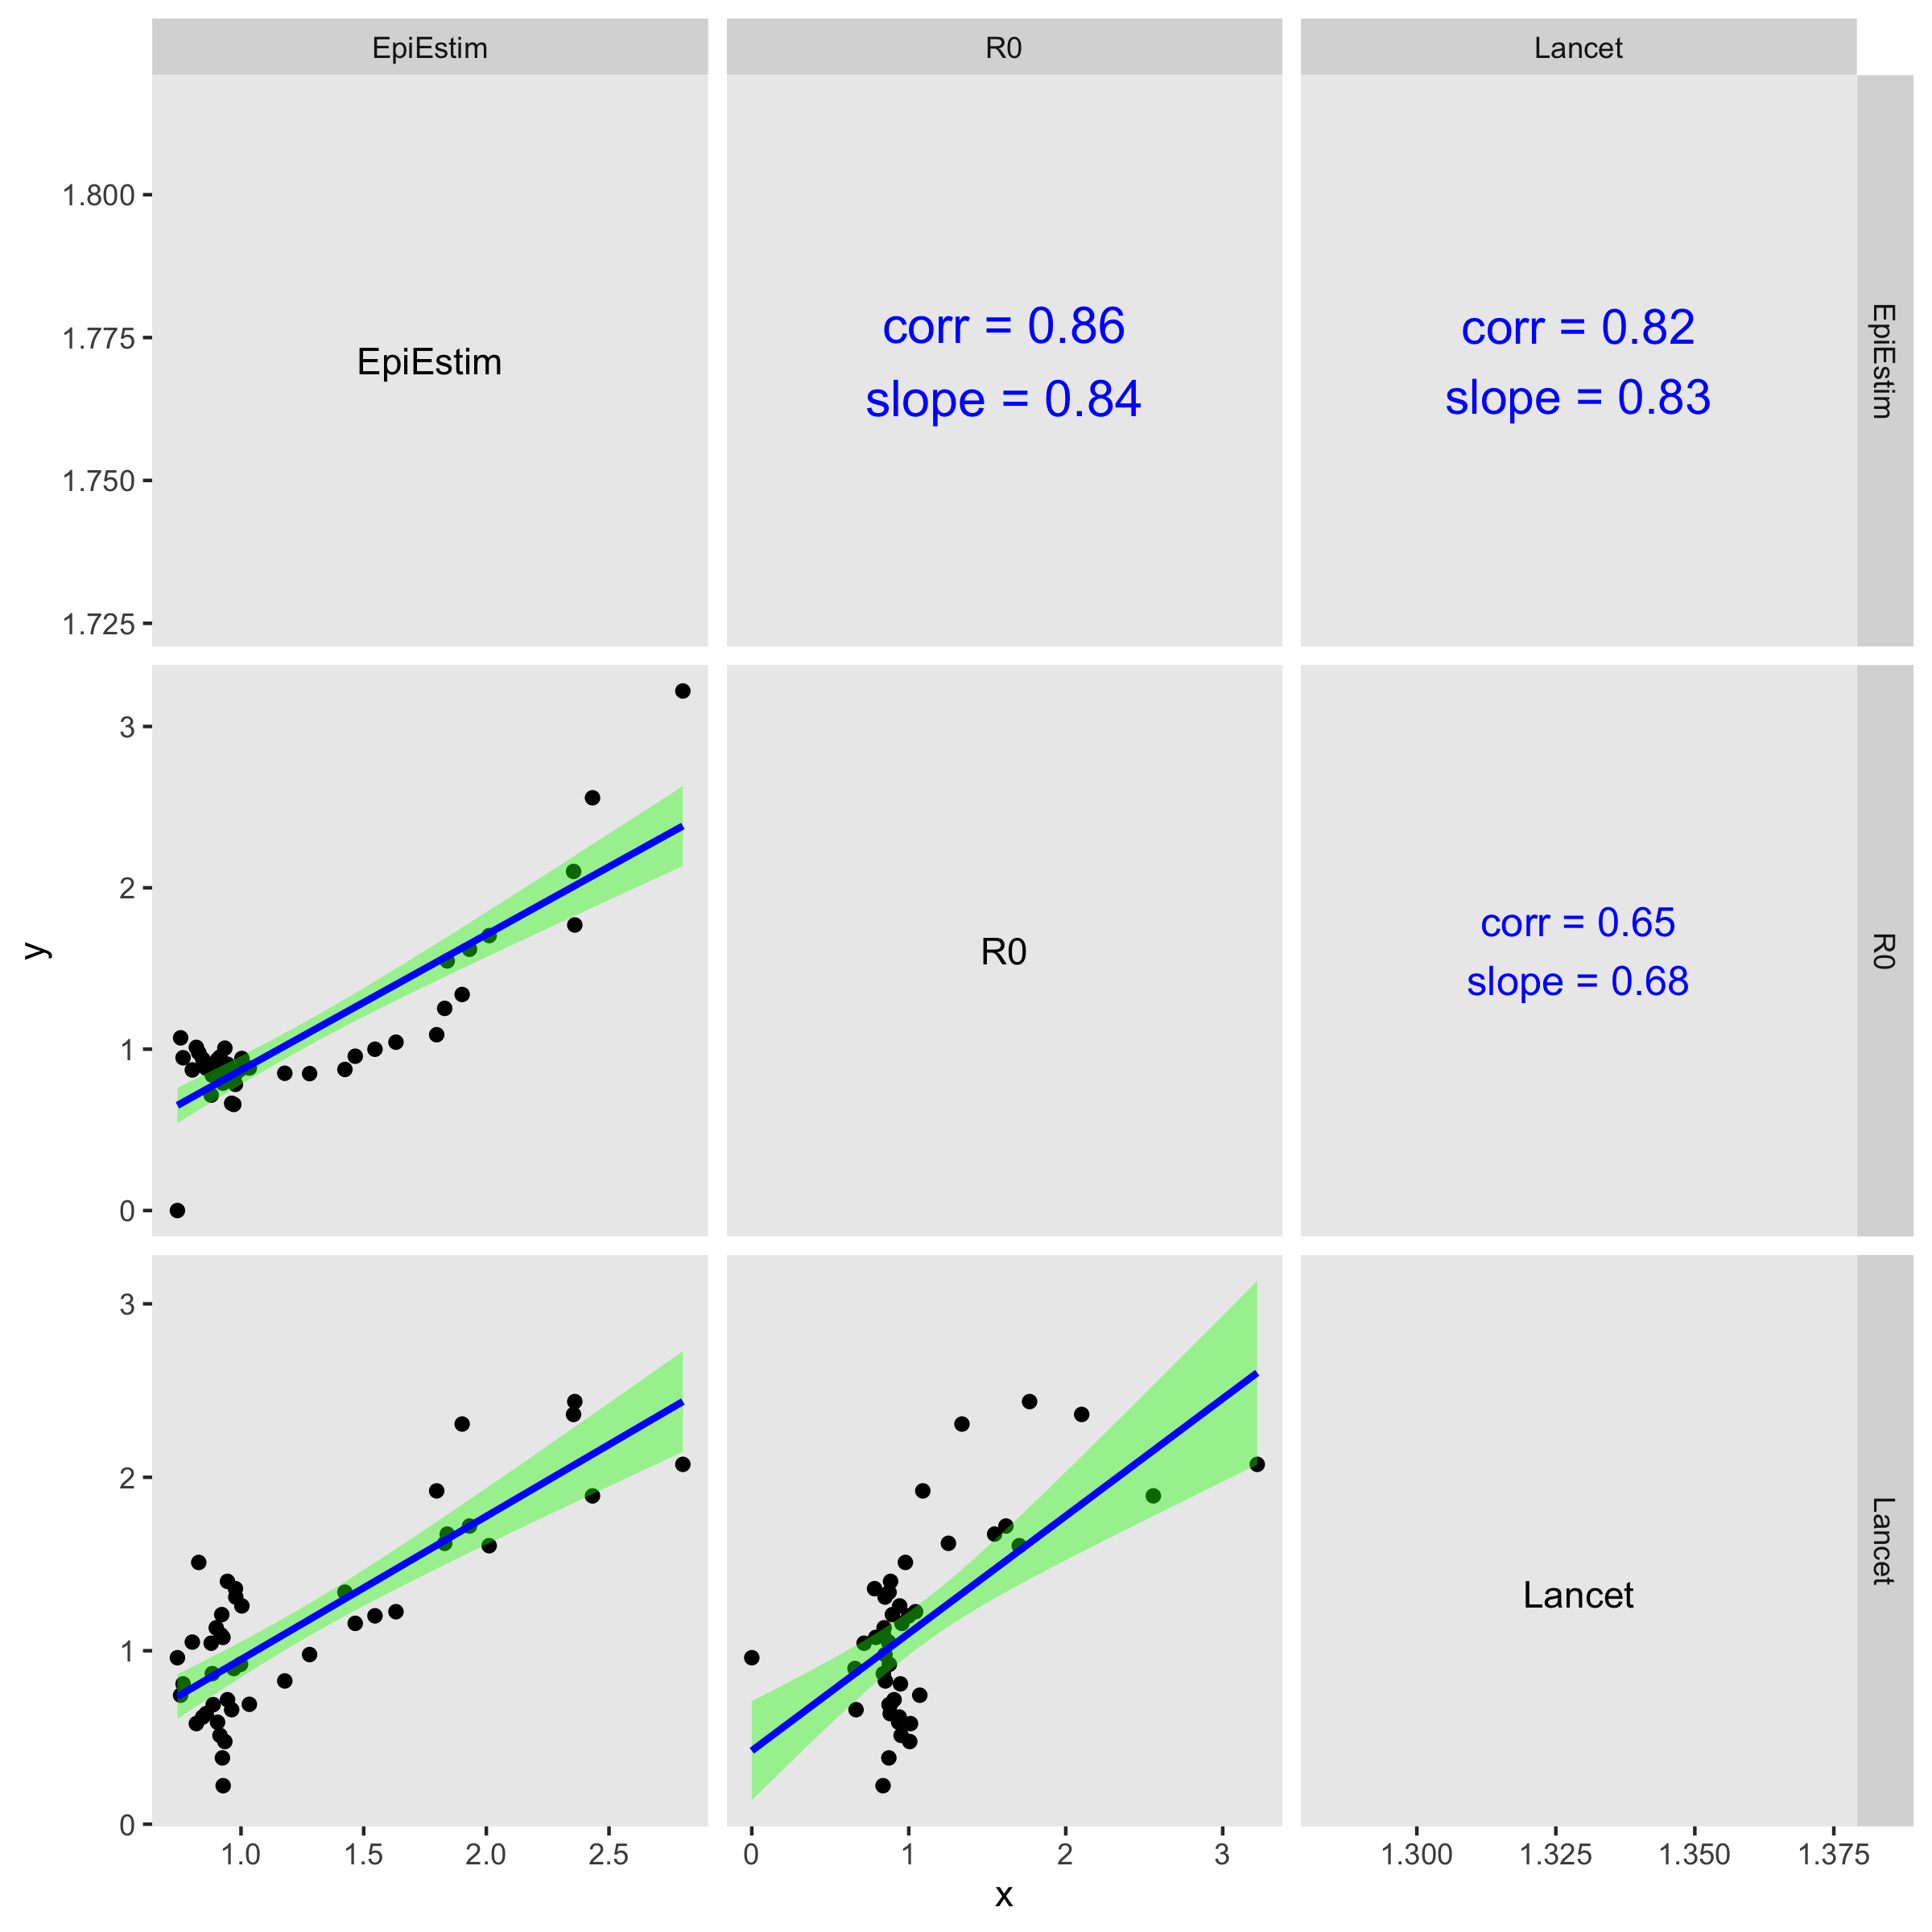 EpiEstim R0 Lancet
1.800
1.775
1.750
1.725
EpiEstim
corr = 0.86
slope = 0.84
corr = 0.82
slope = 0.83
EpiEstim
y
3
2
1
0
R0
corr = 0.65
slope = 0.68
R0
3
2
1
0
Lancet
Lancet
1.0 1.5 2.0 2.5 0 1 2 3 1.300 1.325 1.350 1.375
x